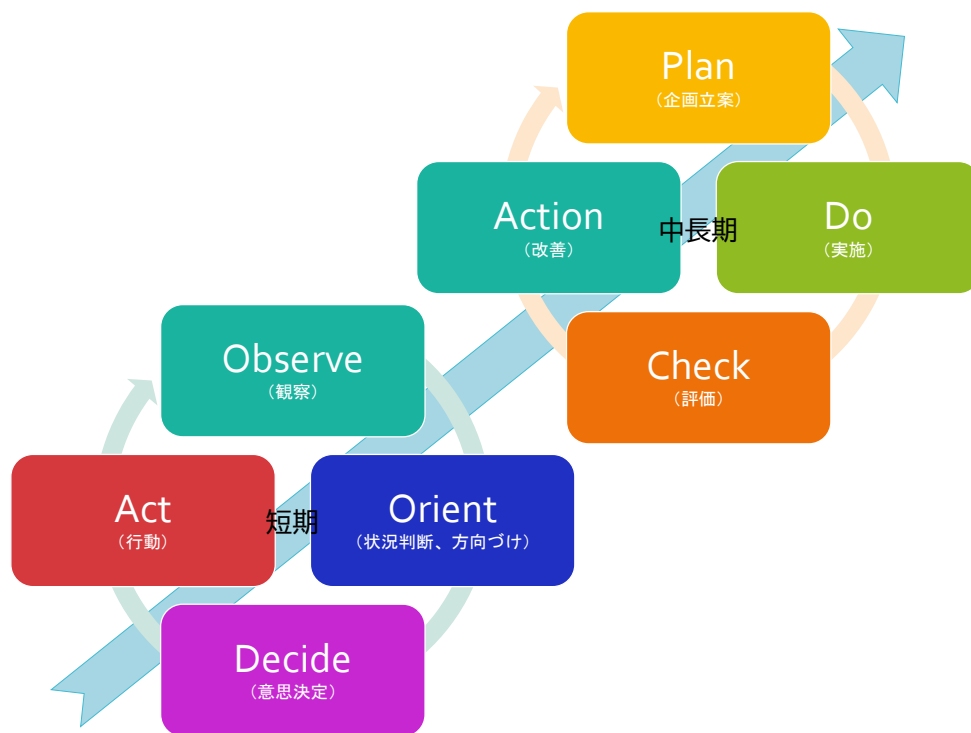 Plan
（企画立案）
Action
（改善）
中長期
Do
（実施）
Check
（評価）
Observe
（観察）
Act
（行動）
短期
Orient
（状況判断、方向づけ）
Decide
（意思決定）